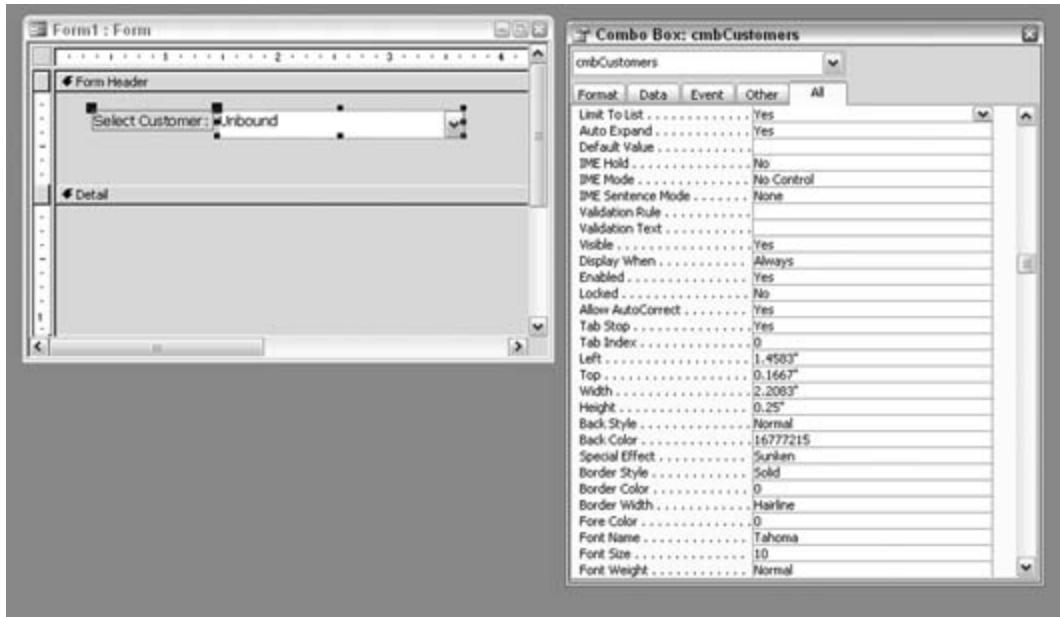 Form1 : Form
1 2 3 4
Form Header
Select Customer: Unbound
Detail
1
Combo Box: cmbCustomers
cmbCustomers
Format Data Event Other All
Limit To List . . . . . . . . . . . Yes
Auto Expand . . . . . . . . . . . Yes
Default Value . . . . . . . . . . .
IME Hold . . . . . . . . . . . No
IME Mode . . . . . . . . . . . No Control
IME Sentence Mode . . . . . . . None
Validation Rule . . . . . . . . . . .
Validation Text . . . . . . . . . . .
Visible . . . . . . . . . . . Yes
Display When . . . . . . . . . . . Always
Enabled . . . . . . . . . . . Yes
Locked . . . . . . . . . . . No
Allow AutoCorrect . . . . . . . . Yes
Tab Stop . . . . . . . . . . . Yes
Tab Index . . . . . . . . . . . 0
Left . . . . . . . . . . . 1.4583"
Top . . . . . . . . . . . 0.1667"
Width . . . . . . . . . . . 2.2083"
Height . . . . . . . . . . . 0.25"
Back Style . . . . . . . . . . . Normal
Back Color . . . . . . . . . . . 16777215
Special Effect . . . . . . . . . . . Sunken
Border Style . . . . . . . . . . . Solid
Border Color . . . . . . . . . . . 0
Border Width . . . . . . . . . . . Hairline
Fore Color . . . . . . . . . . . 0
Font Name . . . . . . . . . . . Tahoma
Font Size . . . . . . . . . . . 10
Font Weight . . . . . . . . . . . Normal